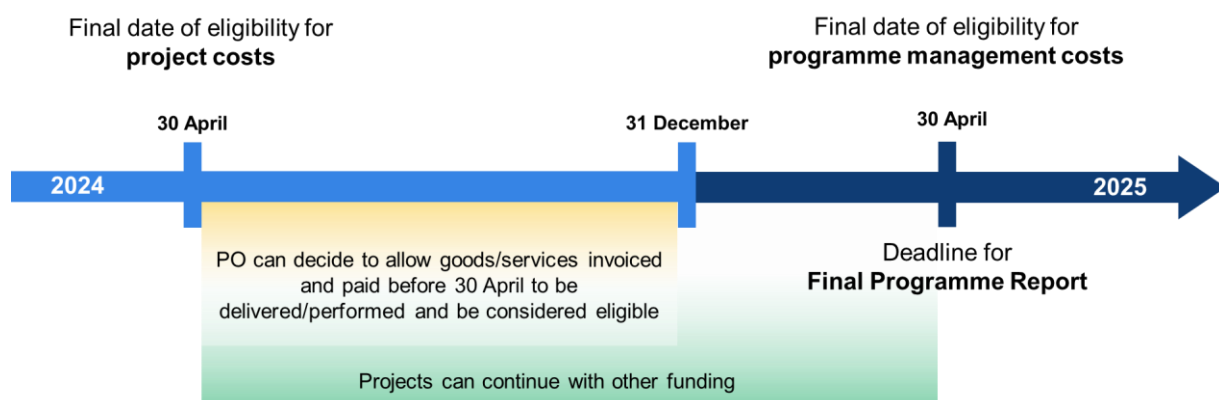 Final date of eligibility for
project costs
Final date of eligibility for
programme management costs
30 April
31 December
30 April
2024
2025
PO can decide to allow goods/services invoiced
and paid before 30 April to be
delivered/performed and be considered eligible
Deadline for
Final Programme Report
Projects can continue with other funding